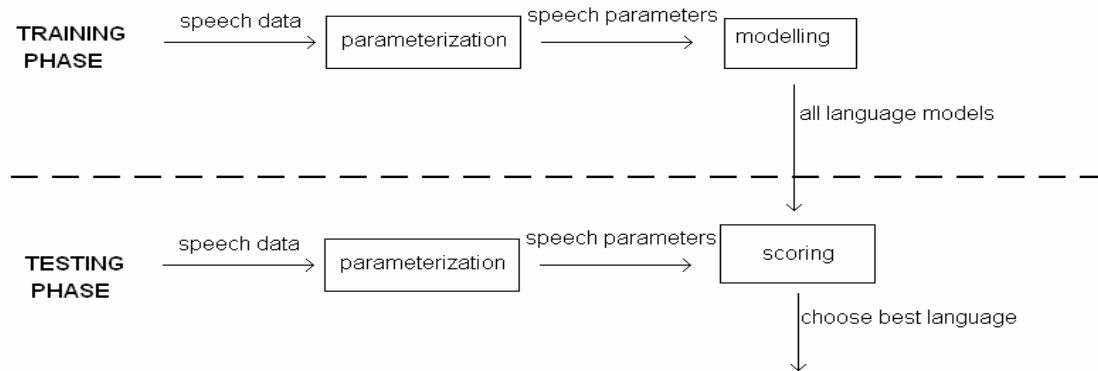 TRAINING
PHASE
speech data
parameterization
speech parameters
modelling
all language models
TESTING
PHASE
speech data
parameterization
speech parameters
scoring
choose best language